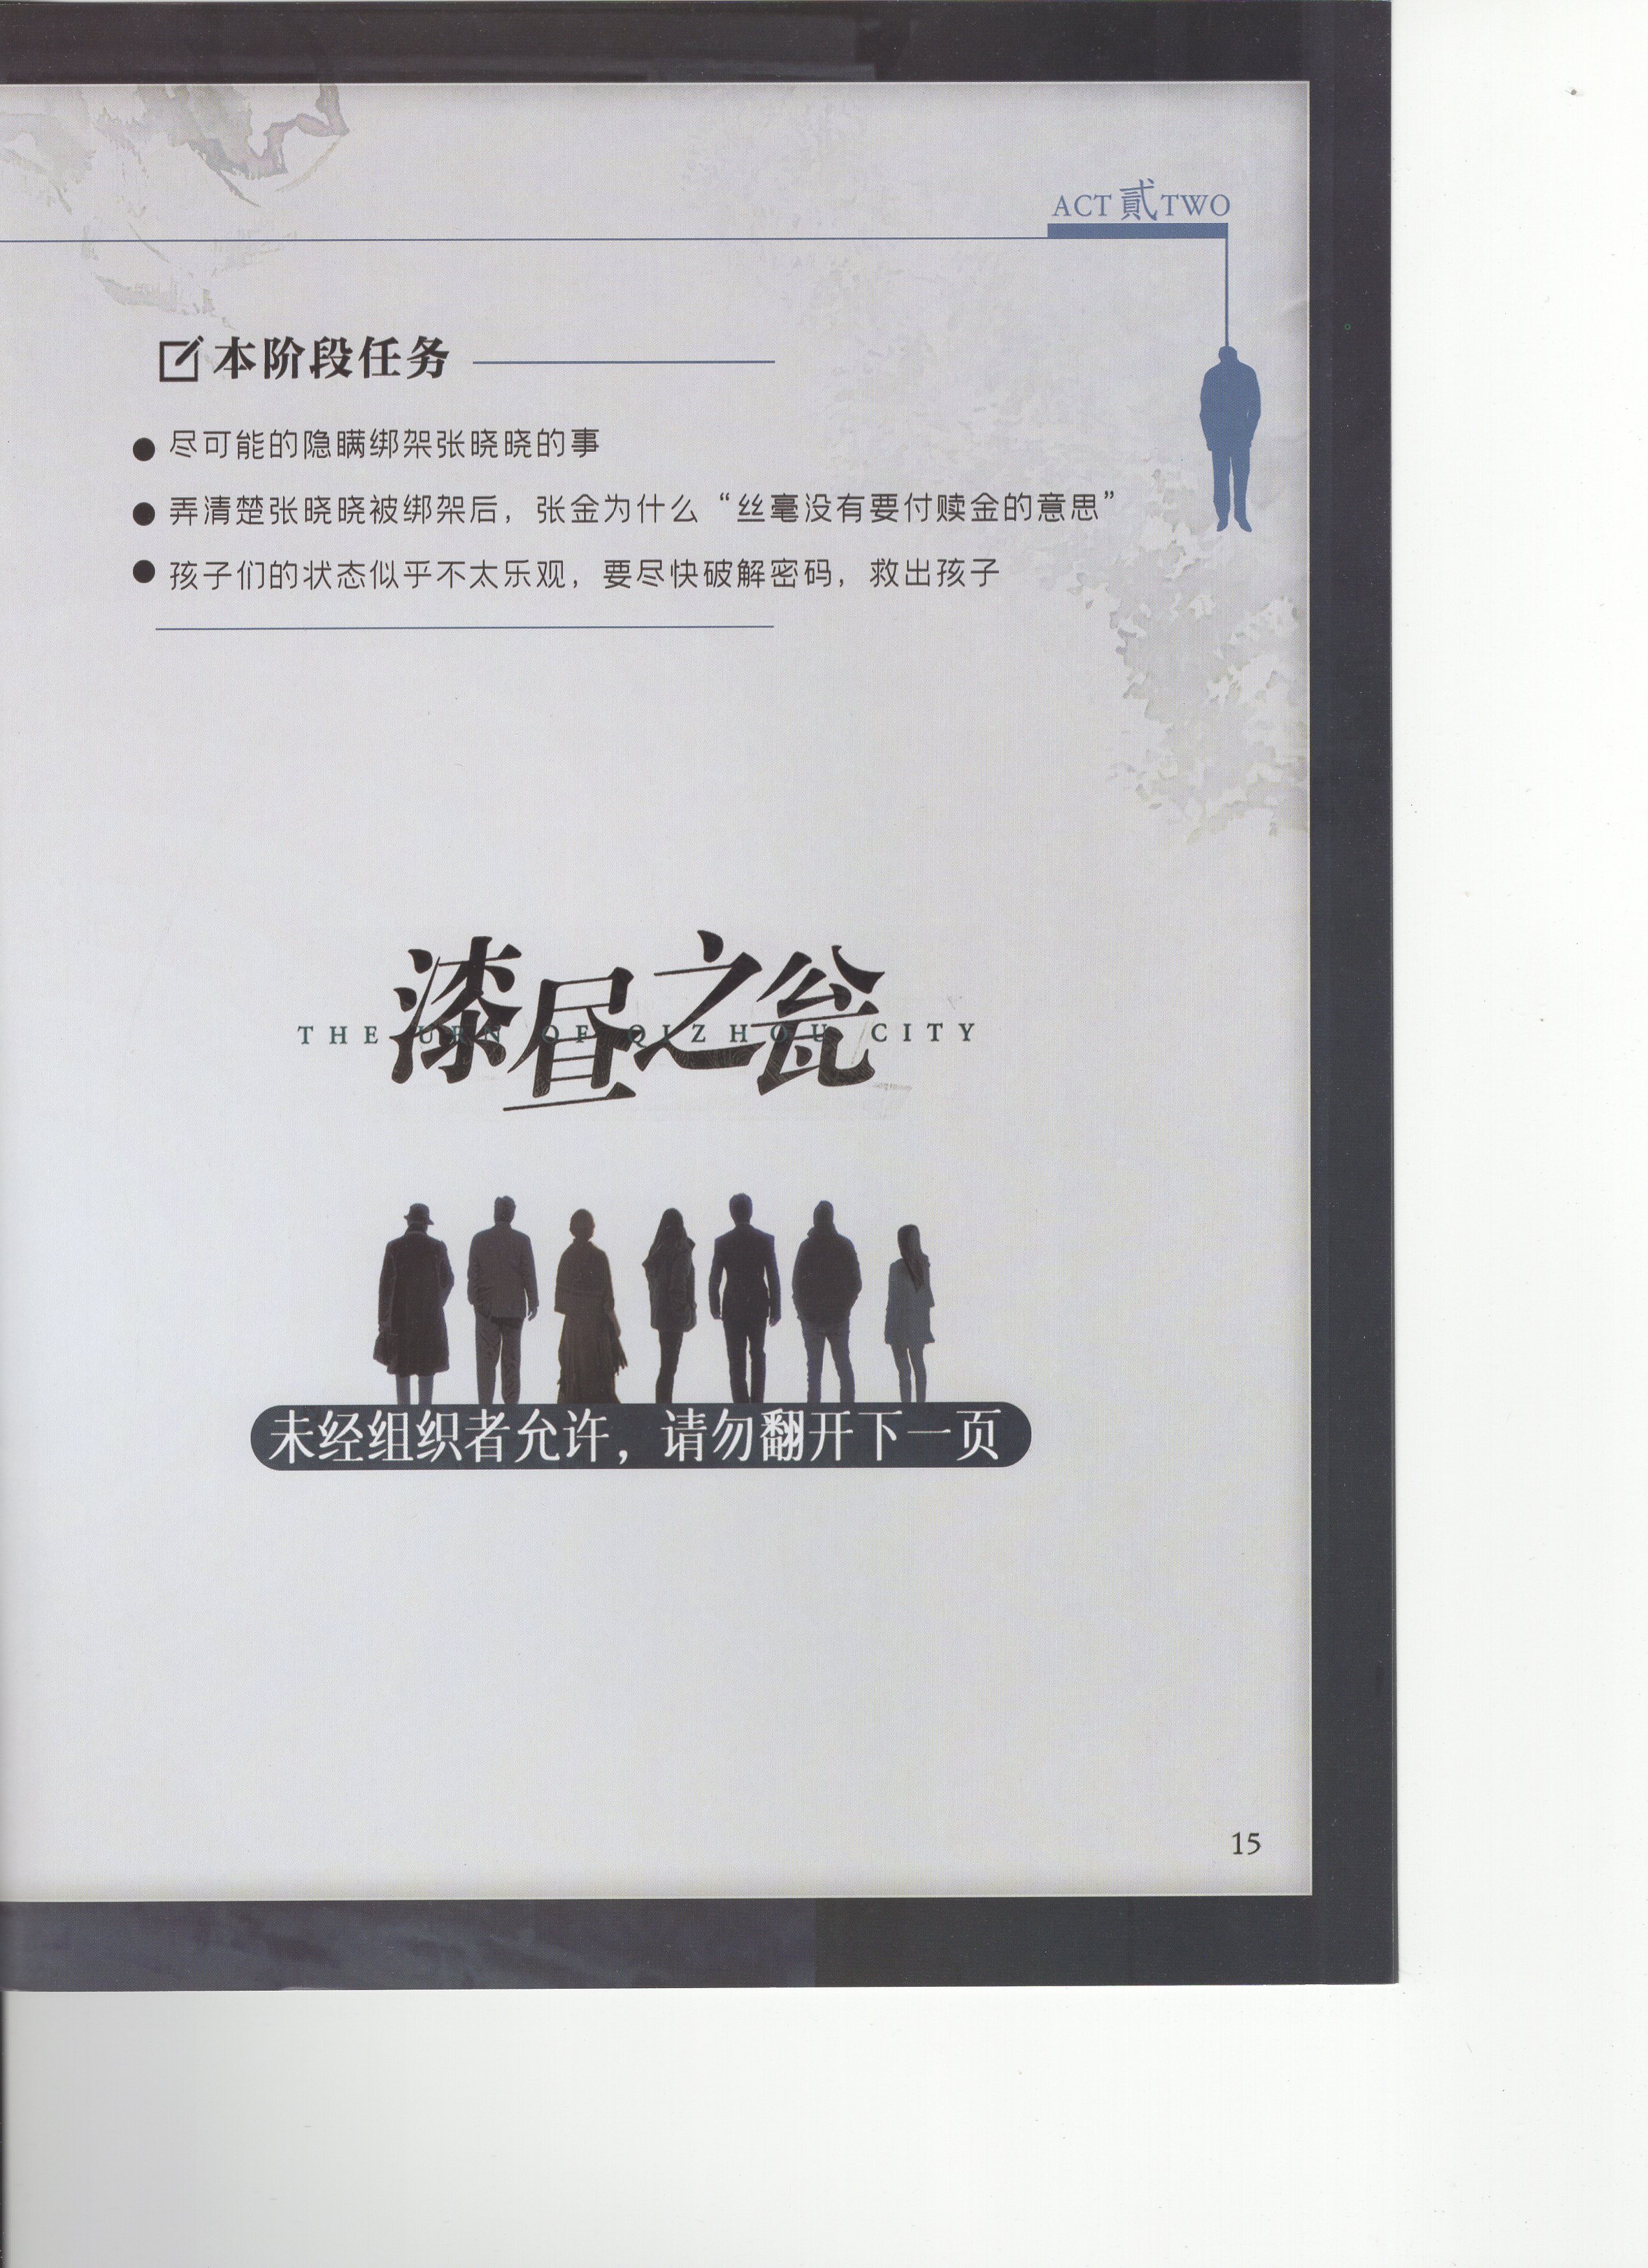 ACT 貳 TWO
本阶段任务
尽可能的隐瞒绑架张晓晓的事
弄清楚张晓晓被绑架后，张金为什么“丝毫没有要付赎金的意思”
孩子们的状态似乎不太乐观，要尽快破解密码，救出孩子
漆昼之瓮
THE URN OF QIZHOU CITY
未经组织者允许，请勿翻开下一页
15